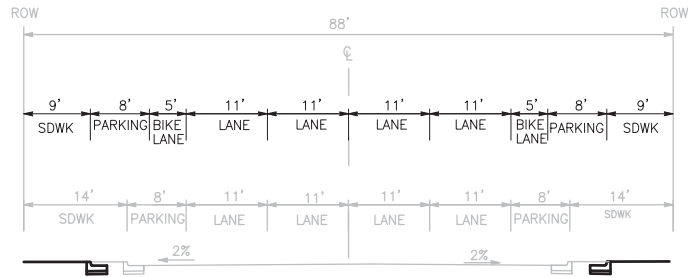 ROW ROW
88'
℄
9' 8' 5' 11' 11' 11' 11' 5' 8' 9'
SDWK PARKING BIKE LANE LANE LANE LANE LANE BIKE LANE PARKING SDWK
14' 8' 11' 11' 11' 11' 8' 14'
SDWK PARKING LANE LANE LANE LANE PARKING SDWK
2% 2%